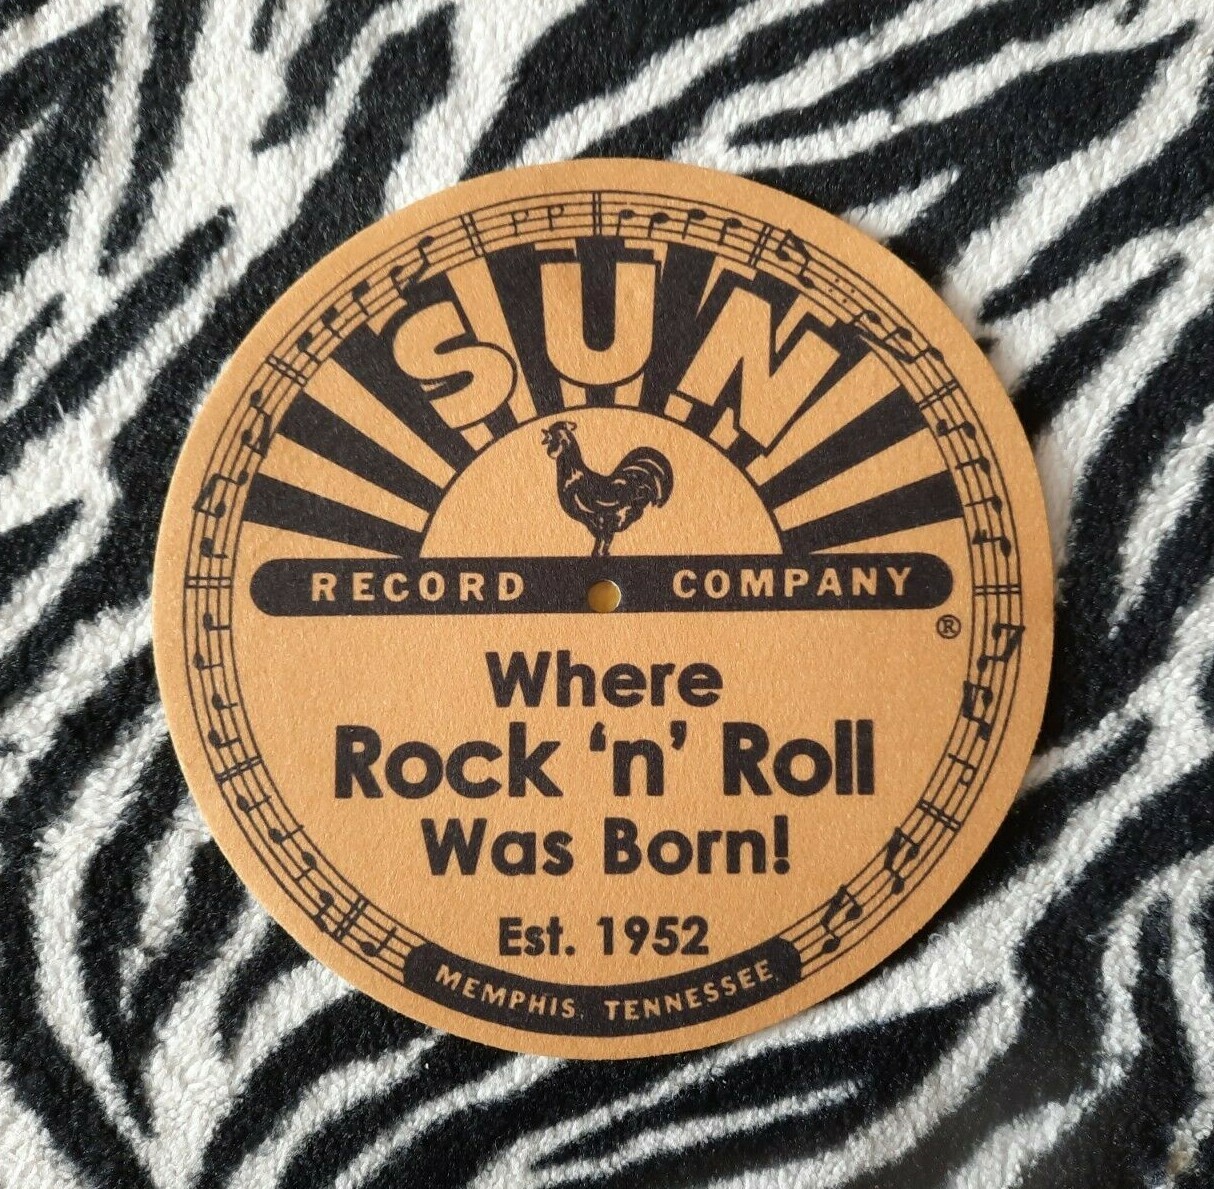 SUN
RECORD COMPANY
®
Where
Rock 'n' Roll
Was Born!
Est. 1952
MEMPHIS, TENNESSEE